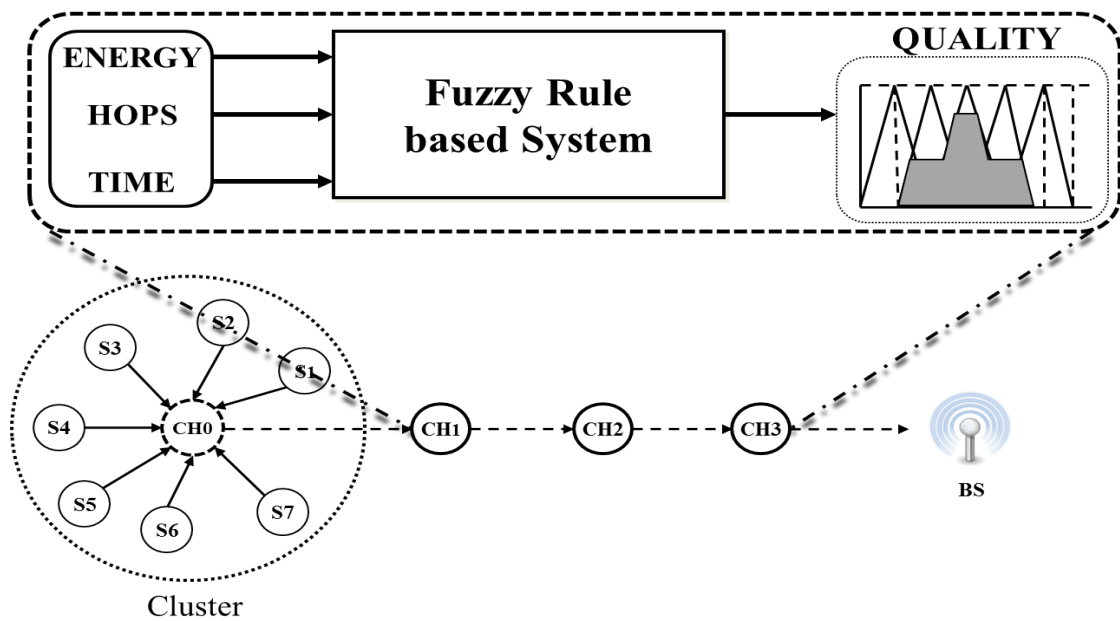 QUALITY
ENERGY
HOPS
TIME
Fuzzy Rule
based System
S2
S3
S1
S4
CH0
CH1
CH2
CH3
S5
S6
S7
BS
Cluster